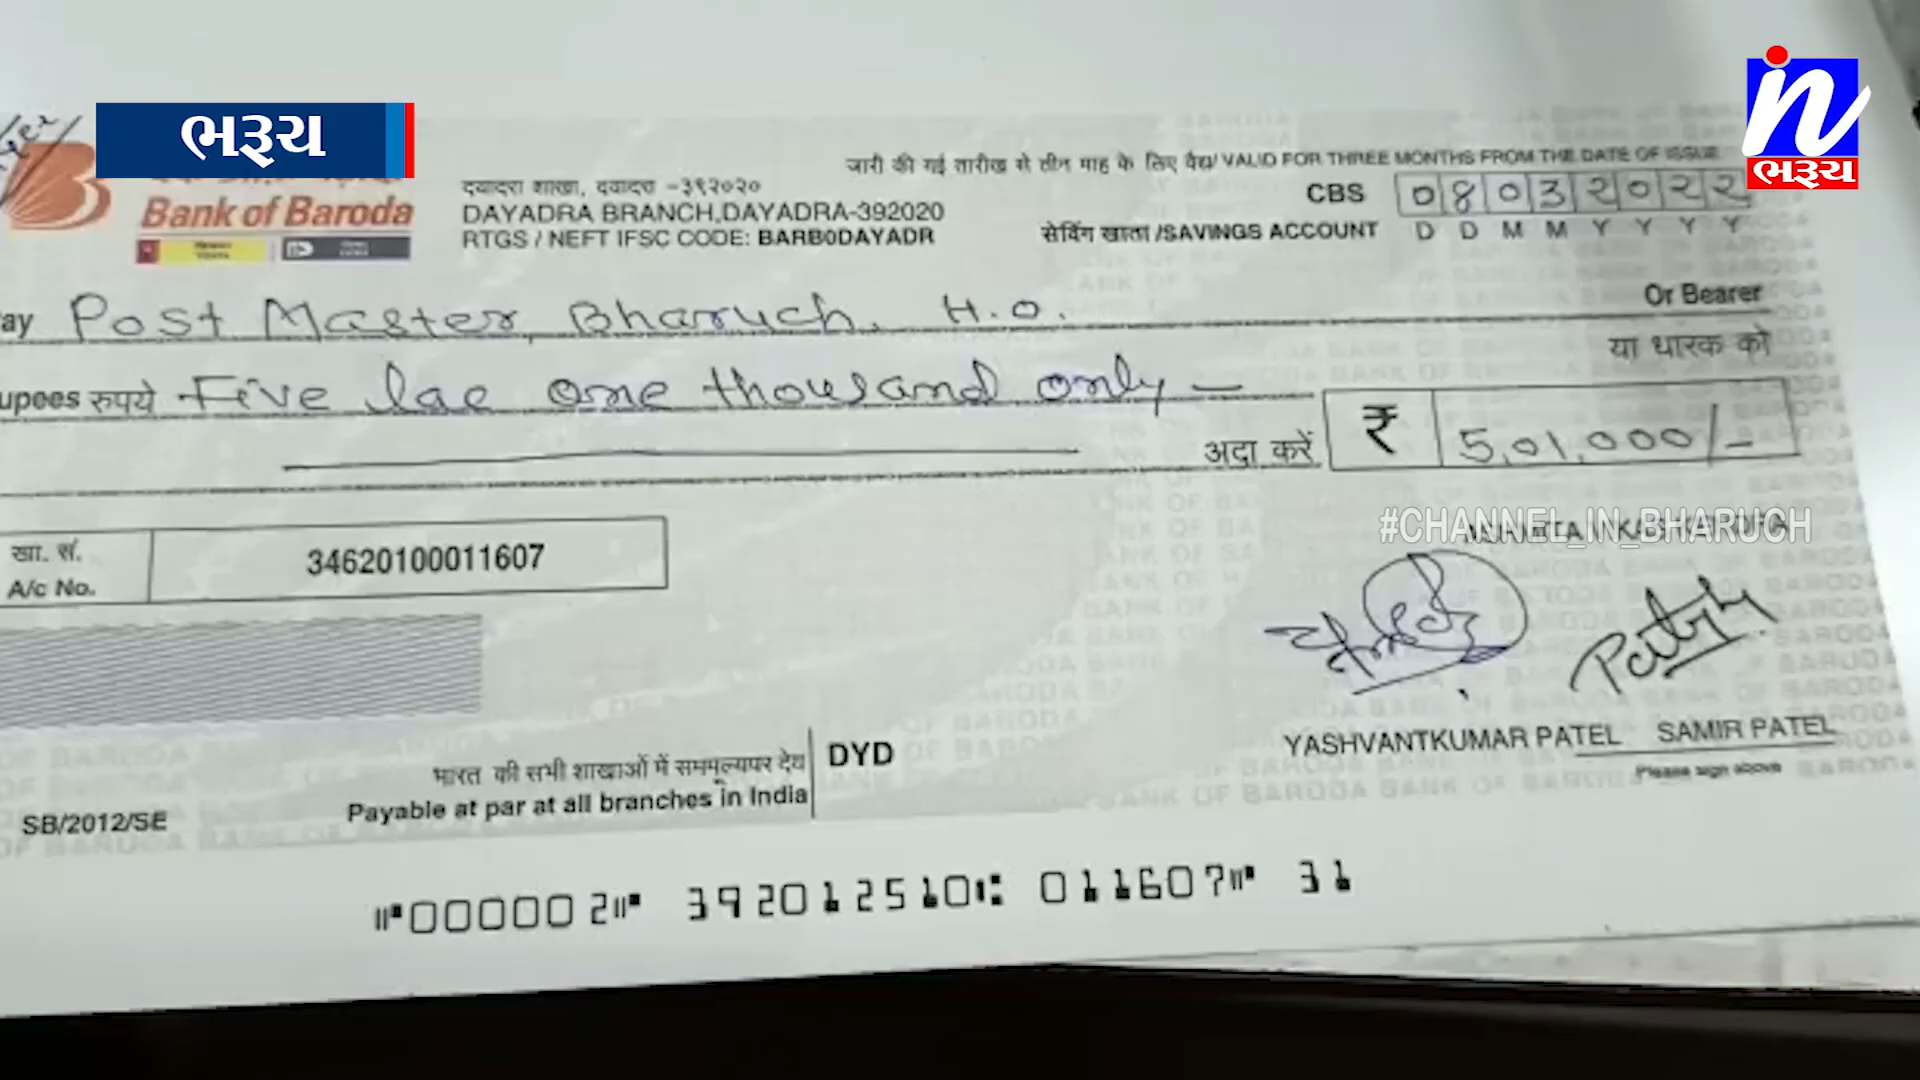 ભરૂચ
in
ભરૂચ
जारी की गई तारीख से तीन माह के लिए वैद्य/ VALID FOR THREE MONTHS FROM THE DATE OF ISSUE
Bank of Baroda
दयादरा शाखा, दयादरा -३९२०२०
DAYADRA BRANCH,DAYADRA-392020
RTGS / NEFT IFSC CODE: BARB0DAYADR
CBS 08032022
सेविंग खाता /SAVINGS ACCOUNT D D M M Y Y Y Y
ay Post Master, Bharuch. H.O. Or Bearer
या धारक को
upees रुपये Five lac one thousand only —
अदा करें ₹ 5,01,000/-
#CHANNEL_IN_BHARUCH
खा. सं.
A/c No. 34620100011607
YASHVANTKUMAR PATEL SAMIR PATEL
Please sign above
भारत की सभी शाखाओं में सममूल्यपर देय
Payable at par at all branches in India
DYD
SB/2012/SE
⑈000002⑈ 392012510⑆ 011607⑈ 31